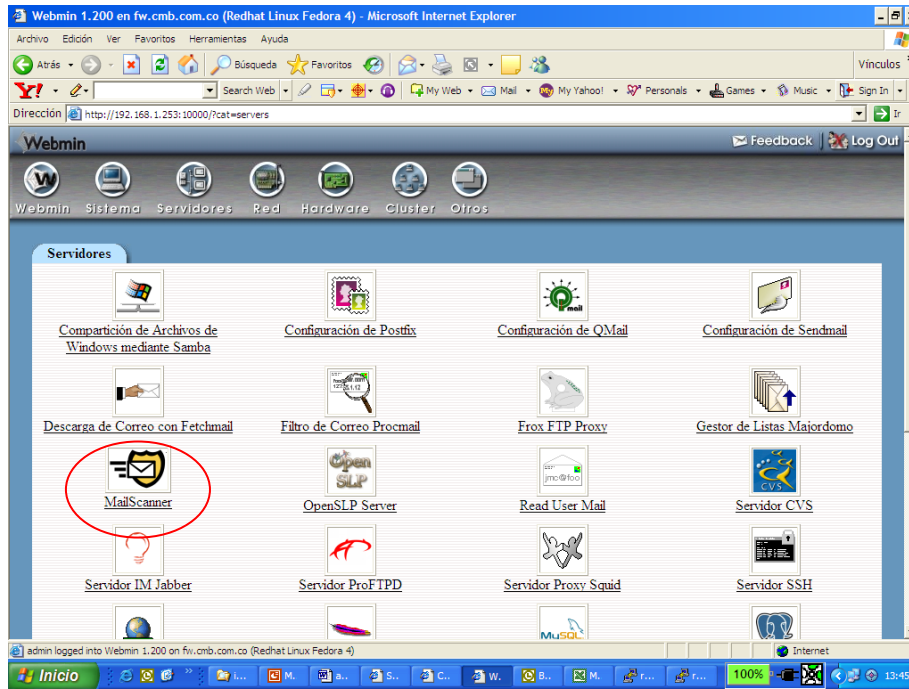 Webmin 1.200 en fw.cmb.com.co (Redhat Linux Fedora 4) - Microsoft Internet Explorer
Archivo Edición Ver Favoritos Herramientas Ayuda
Atrás Búsqueda Favoritos Vínculos
Y! Search Web My Web Mail My Yahoo! Personals Games Music Sign In
Dirección http://192.168.1.253:10000/?cat=servers Ir
Webmin Feedback Log Out
Webmin Sistema Servidores Red Hardware Cluster Otros
Servidores
Compartición de Archivos de Windows mediante Samba
Configuración de Postfix
Configuración de QMail
Configuración de Sendmail
Descarga de Correo con Fetchmail
Filtro de Correo Procmail
Frox FTP Proxy
Gestor de Listas Majordomo
MailScanner
Open SLP
OpenSLP Server
jmc@foo
Read User Mail
CVS
Servidor CVS
Servidor IM Jabber
Servidor ProFTPD
Servidor Proxy Squid
Servidor SSH
MySQL
admin logged into Webmin 1.200 on fw.cmb.com.co (Redhat Linux Fedora 4) Internet
Inicio i... M. a.. S.. C.. W. B.. M. r... r... 100% 13:45